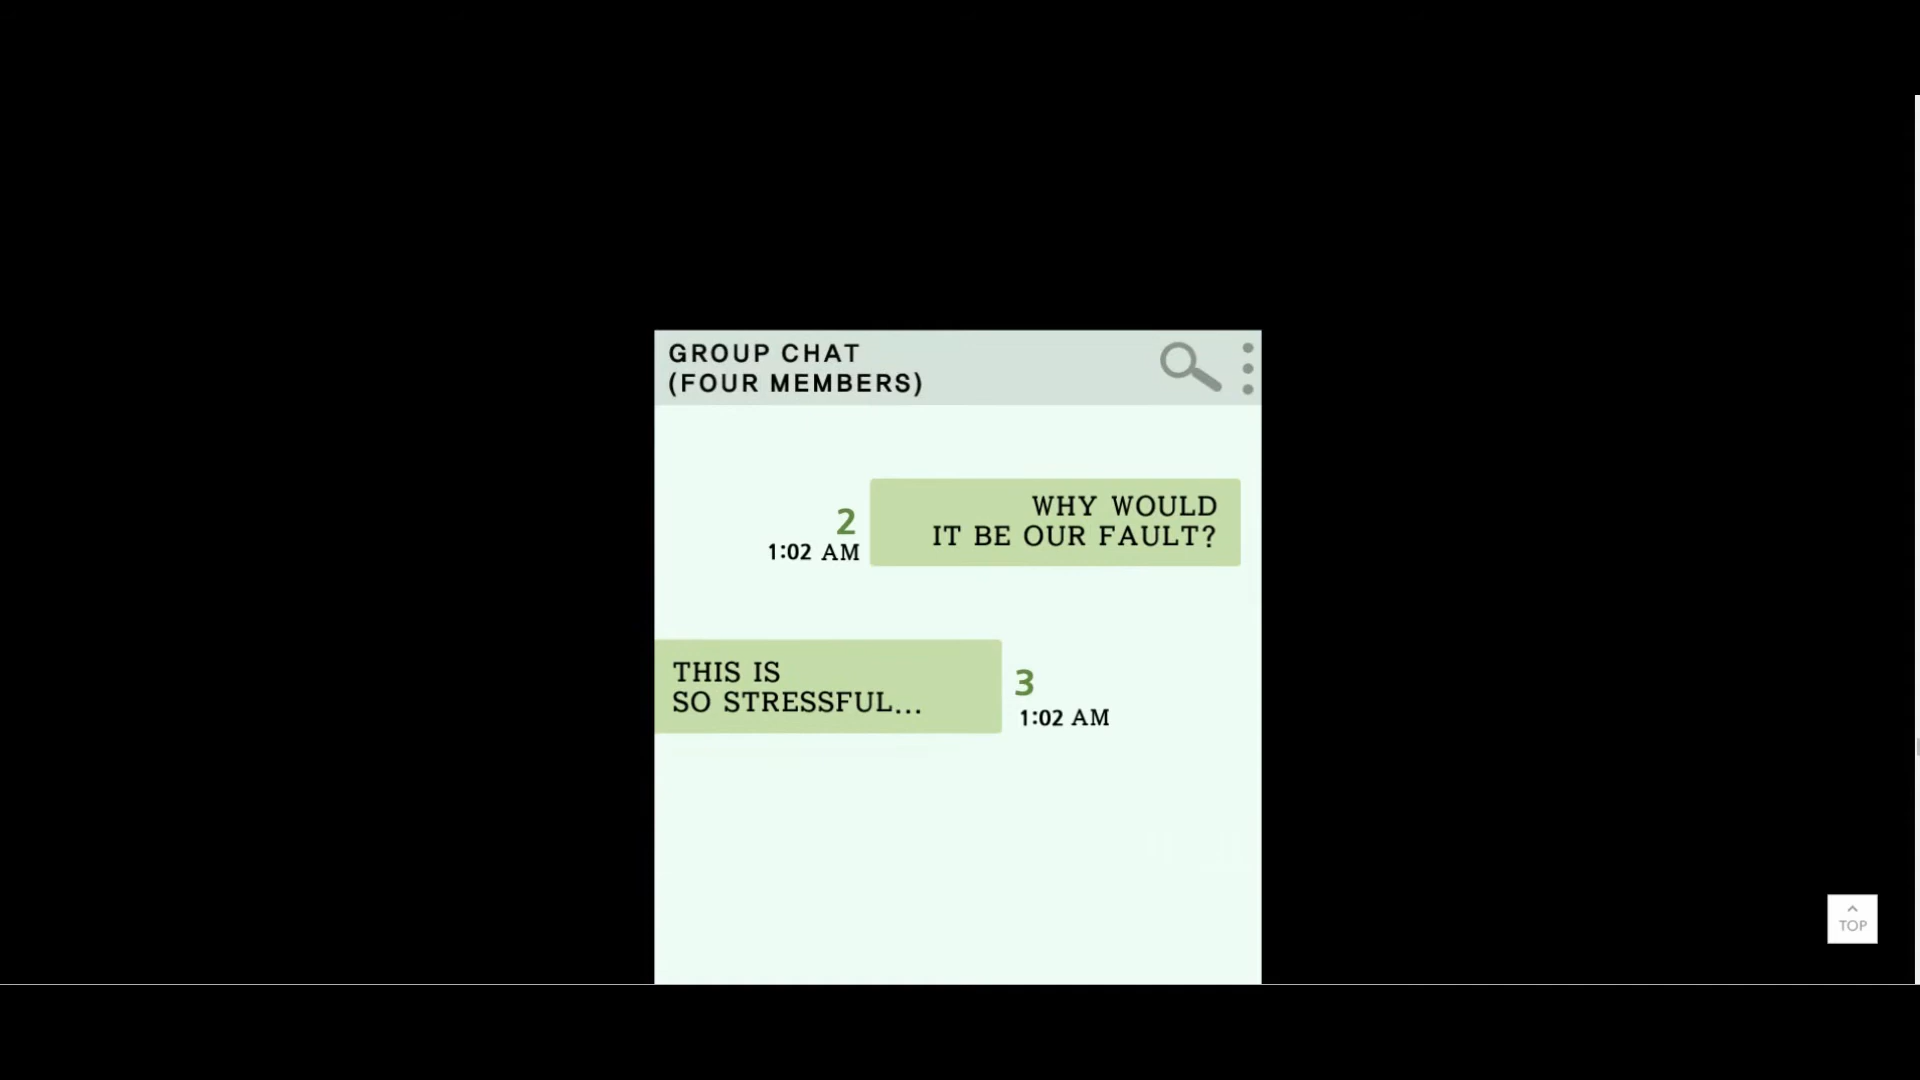 GROUP CHAT
(FOUR MEMBERS)
WHY WOULD
IT BE OUR FAULT?
2
1:02 AM
THIS IS
SO STRESSFUL...
3
1:02 AM
TOP